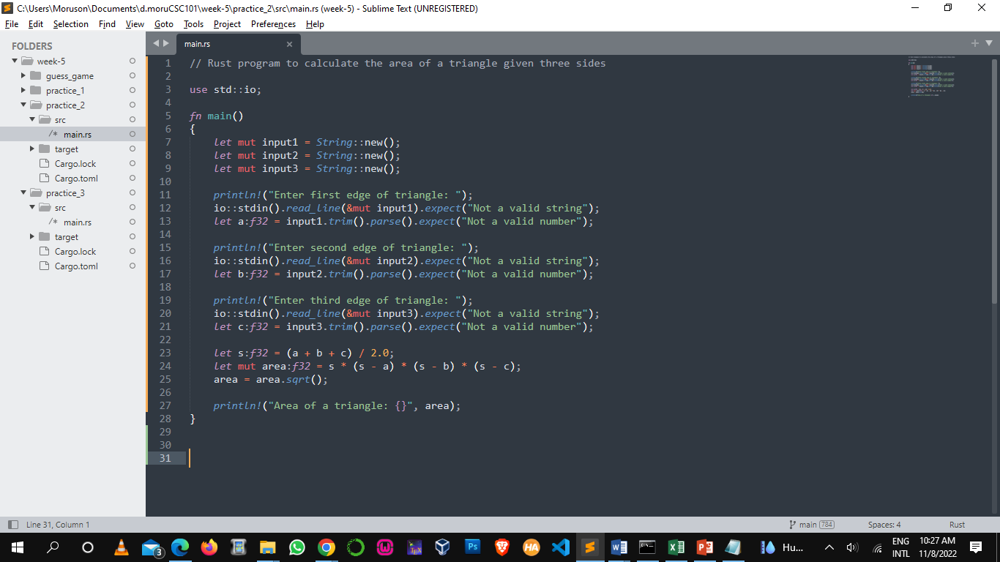 C:\Users\Moruson\Documents\d.moruCSC101\week-5\practice_2\src\main.rs (week-5) - Sublime Text (UNREGISTERED)
File Edit Selection Find View Goto Tools Project Preferences Help
FOLDERS
week-5
guess_game
practice_1
practice_2
src
/* main.rs
target
Cargo.lock
Cargo.toml
practice_3
src
/* main.rs
target
Cargo.lock
Cargo.toml
main.rs
1 // Rust program to calculate the area of a triangle given three sides
2
3 use std::io;
4
5 fn main()
6 {
7     let mut input1 = String::new();
8     let mut input2 = String::new();
9     let mut input3 = String::new();
10
11     println!("Enter first edge of triangle: ");
12     io::stdin().read_line(&mut input1).expect("Not a valid string");
13     let a:f32 = input1.trim().parse().expect("Not a valid number");
14
15     println!("Enter second edge of triangle: ");
16     io::stdin().read_line(&mut input2).expect("Not a valid string");
17     let b:f32 = input2.trim().parse().expect("Not a valid number");
18
19     println!("Enter third edge of triangle: ");
20     io::stdin().read_line(&mut input3).expect("Not a valid string");
21     let c:f32 = input3.trim().parse().expect("Not a valid number");
22
23     let s:f32 = (a + b + c) / 2.0;
24     let mut area:f32 = s * (s - a) * (s - b) * (s - c);
25     area = area.sqrt();
26
27     println!("Area of a triangle: {}", area);
28 }
29
30
31
Line 31, Column 1 main 784 Spaces: 4 Rust
3 Ps HA Hu... ENG 10:27 AM
INTL 11/8/2022